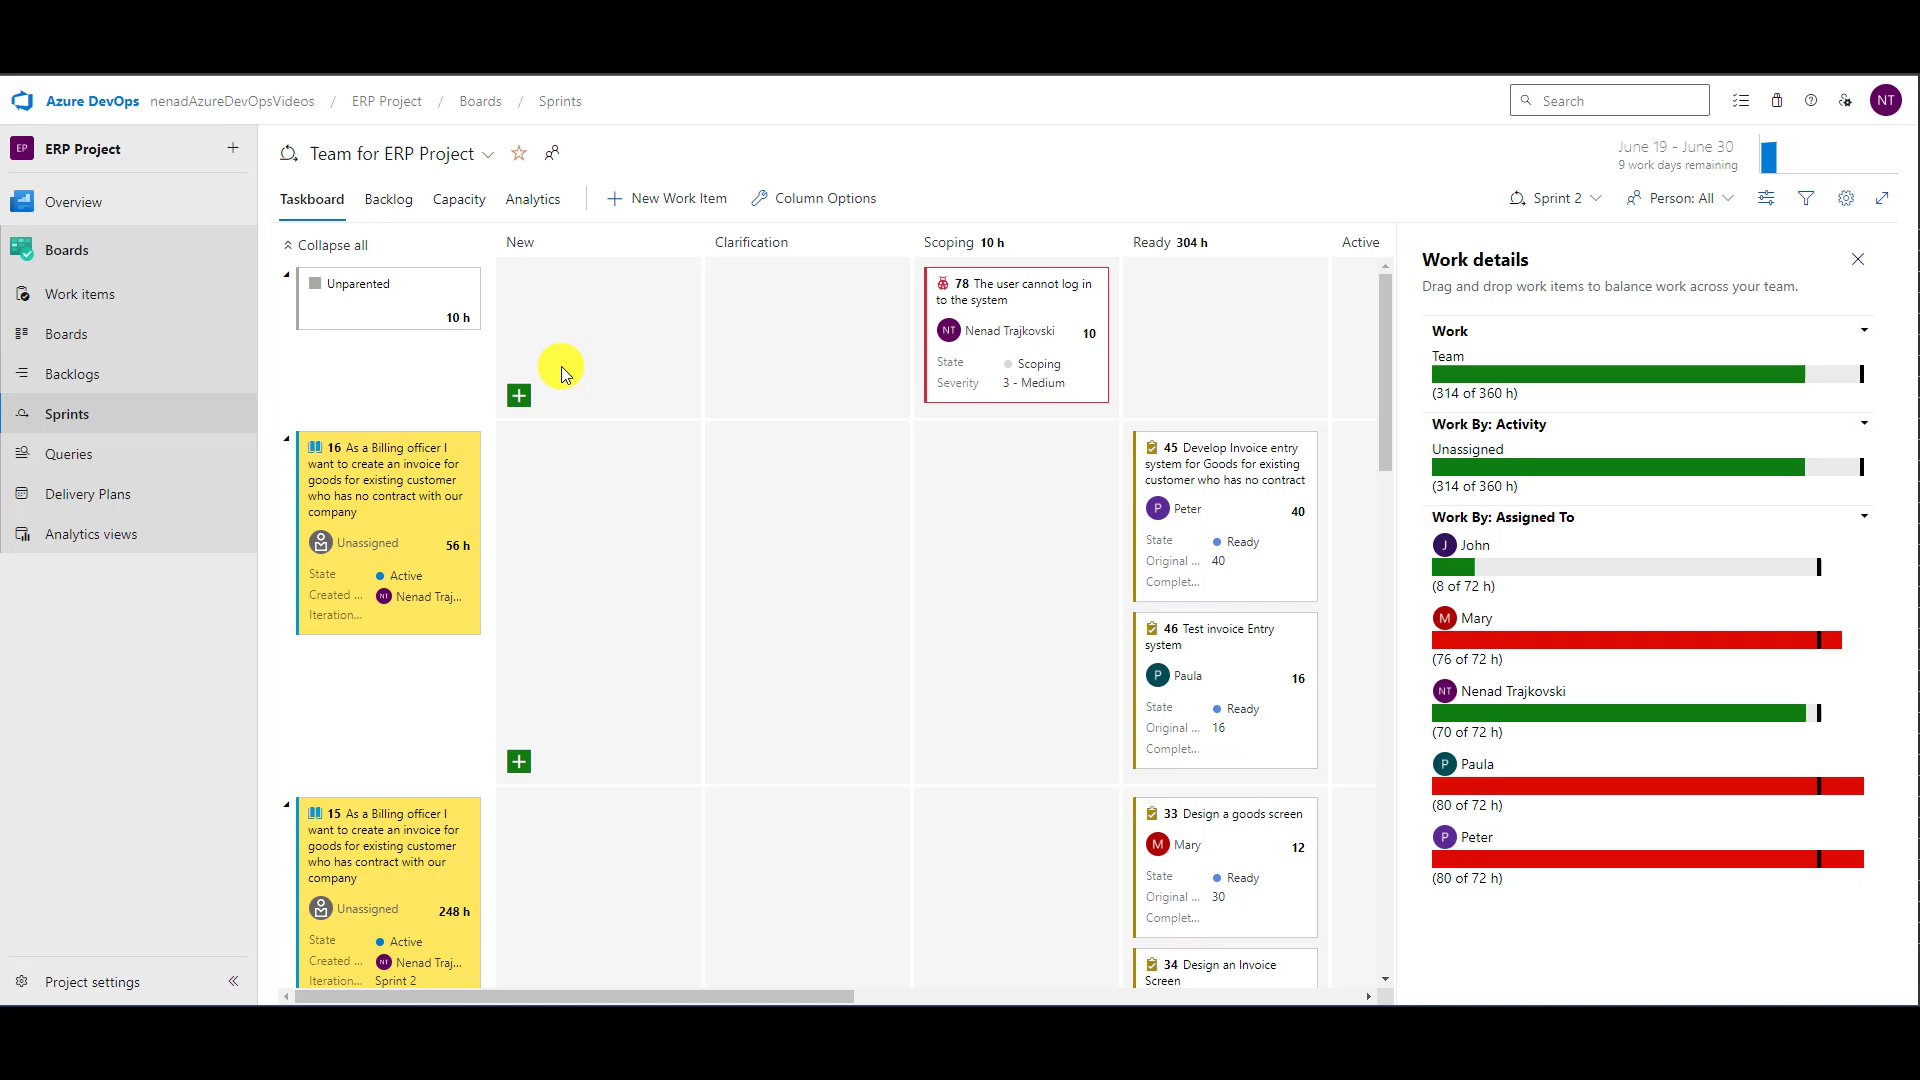 Azure DevOps nenadAzureDevOpsVideos / ERP Project / Boards / Sprints
Search
NT
EP ERP Project
Overview
Boards
Work items
Boards
Backlogs
Sprints
Queries
Delivery Plans
Analytics views
Project settings
Team for ERP Project
June 19 - June 30
9 work days remaining
Taskboard Backlog Capacity Analytics New Work Item Column Options
Sprint 2 Person: All
Collapse all
New
Clarification
Scoping 10 h
Ready 304 h
Active
Unparented
10 h
78 The user cannot log in
to the system
NT Nenad Trajkovski 10
State Scoping
Severity 3 - Medium
16 As a Billing officer I
want to create an invoice for
goods for existing customer
who has no contract with our
company
Unassigned 56 h
State Active
Created ... NT Nenad Traj...
Iteration...
45 Develop Invoice entry
system for Goods for existing
customer who has no contract
P Peter 40
State Ready
Original ... 40
Complet...
46 Test invoice Entry
system
P Paula 16
State Ready
Original ... 16
Complet...
15 As a Billing officer I
want to create an invoice for
goods for existing customer
who has contract with our
company
Unassigned 248 h
State Active
Created ... NT Nenad Traj...
Iteration... Sprint 2
33 Design a goods screen
M Mary 12
State Ready
Original ... 30
Complet...
34 Design an Invoice
Screen
Work details
Drag and drop work items to balance work across your team.
Work
Team
(314 of 360 h)
Work By: Activity
Unassigned
(314 of 360 h)
Work By: Assigned To
J John
(8 of 72 h)
M Mary
(76 of 72 h)
NT Nenad Trajkovski
(70 of 72 h)
P Paula
(80 of 72 h)
P Peter
(80 of 72 h)